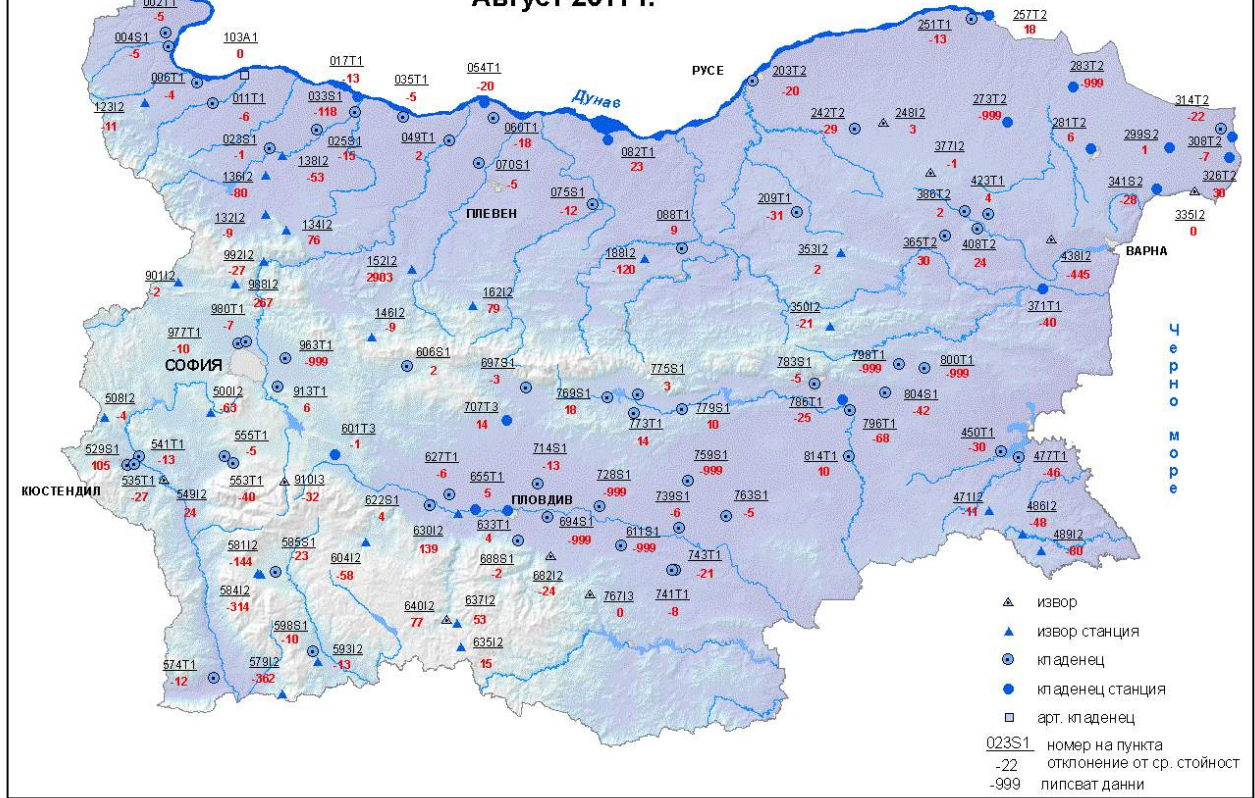 Август 2011 г.
002T1
-5
004S1
-5
103A1
0
006T1
-4
011T1
-6
123I2
-11
017T1
-13
033S1
-118
035T1
-5
054T1
-20
Дунав
РУСЕ
203T2
-20
251T1
-13
257T2
18
283T2
-999
028S1
-1
025S1
-15
138I2
-53
136I2
-80
049T1
2
060T1
-18
070S1
-5
082T1
23
242T2
-29
248I2
3
273T2
-999
281T2
6
299S2
1
314T2
-22
308T2
-7
377I2
-1
326T2
30
132I2
-9
134I2
76
ПЛЕВЕН
075S1
-12
088T1
9
209T1
-31
386T2
2
423T1
4
341S2
-28
335I2
0
992I2
-27
152I2
2903
188I2
-120
353I2
2
365T2
30
408T2
24
438I2
-445
ВАРНА
901I2
-2
988I2
267
162I2
79
350I2
-21
371T1
-40
980T1
-7
977T1
-10
СОФИЯ
146I2
-9
963T1
-999
606S1
2
697S1
-3
775S1
3
783S1
-5
798T1
-999
800T1
-999
Черно море
508I2
-4
500I2
-63
913T1
6
707T3
14
769S1
18
773T1
14
779S1
10
786T1
-25
796T1
-68
804S1
-42
529S1
105
541T1
-13
555T1
-5
601T3
-1
714S1
-13
759S1
-999
814T1
10
450T1
-30
477T1
-46
КЮСТЕНДИЛ
535T1
-27
549I2
24
553T1
-40
910I3
-32
627T1
-6
655T1
5
ПЛОВДИВ
728S1
-999
739S1
-6
763S1
-5
471I2
-11
486I2
-48
489I2
-80
622S1
4
630I2
139
633T1
4
694S1
-999
611S1
-999
581I2
-144
585S1
-23
604I2
-58
688S1
-2
682I2
-24
743T1
-21
741T1
-8
584I2
-314
640I2
77
637I2
53
767I3
0
598S1
-10
593I2
-13
635I2
15
574T1
-12
579I2
-362
извор
извор станция
кладенец
кладенец станция
арт. кладенец
023S1 номер на пункта
-22 отклонение от ср. стойност
-999 липсват данни